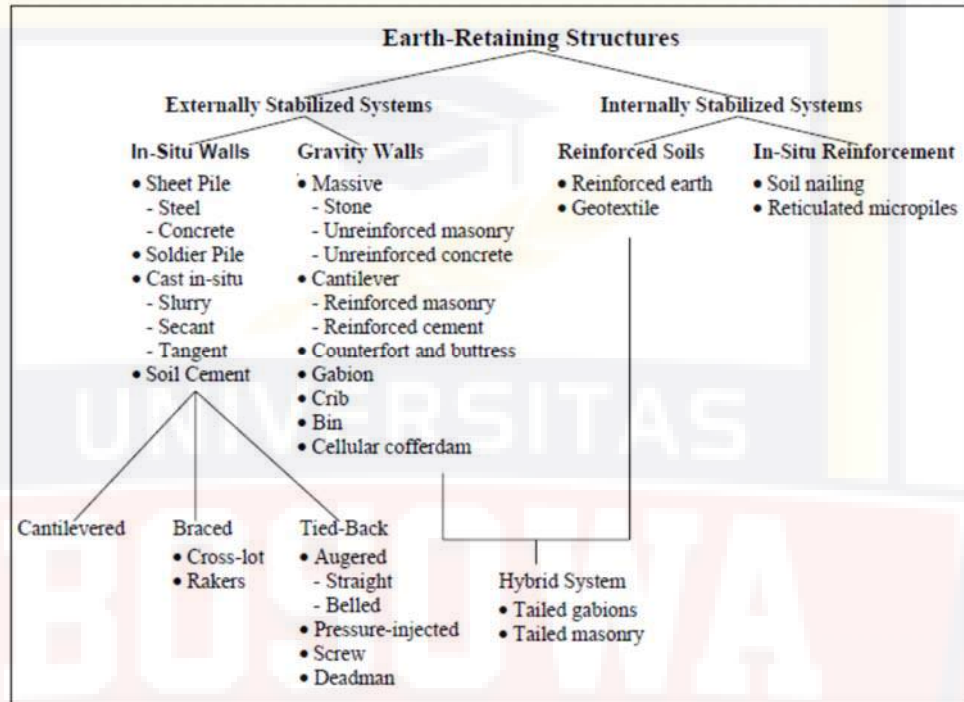 Earth-Retaining Structures
Externally Stabilized Systems
Internally Stabilized Systems
In-Situ Walls
• Sheet Pile
- Steel
- Concrete
• Soldier Pile
• Cast in-situ
- Slurry
- Secant
- Tangent
• Soil Cement
Gravity Walls
• Massive
- Stone
- Unreinforced masonry
- Unreinforced concrete
• Cantilever
- Reinforced masonry
- Reinforced cement
• Counterfort and buttress
• Gabion
• Crib
• Bin
• Cellular cofferdam
Reinforced Soils
• Reinforced earth
• Geotextile
In-Situ Reinforcement
• Soil nailing
• Reticulated micropiles
Cantilevered
Braced
• Cross-lot
• Rakers
Tied-Back
• Augered
- Straight
- Belled
• Pressure-injected
• Screw
• Deadman
Hybrid System
• Tailed gabions
• Tailed masonry
UNIVERSITAS
BOSOWA